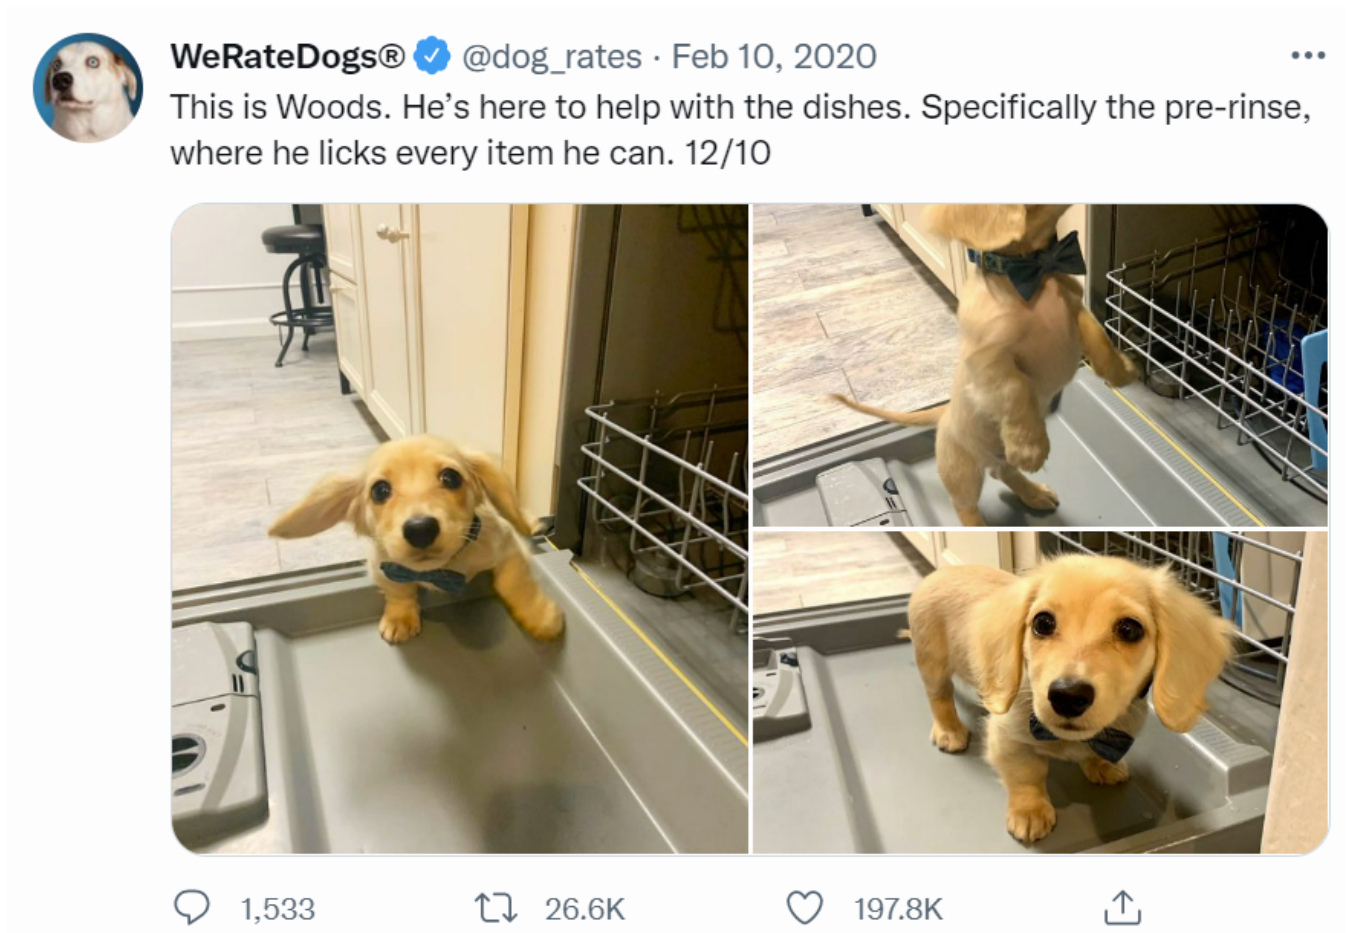 WeRateDogs® @dog_rates · Feb 10, 2020
This is Woods. He’s here to help with the dishes. Specifically the pre-rinse,
where he licks every item he can. 12/10
1,533 26.6K 197.8K